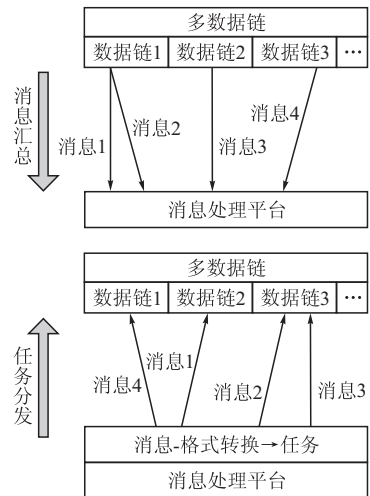 多数据链
数据链1 数据链2 数据链3 ···
消息汇总
消息1
消息2
消息3
消息4
消息处理平台
多数据链
数据链1 数据链2 数据链3 ···
任务分发
消息4
消息1
消息2
消息3
消息-格式转换→任务
消息处理平台